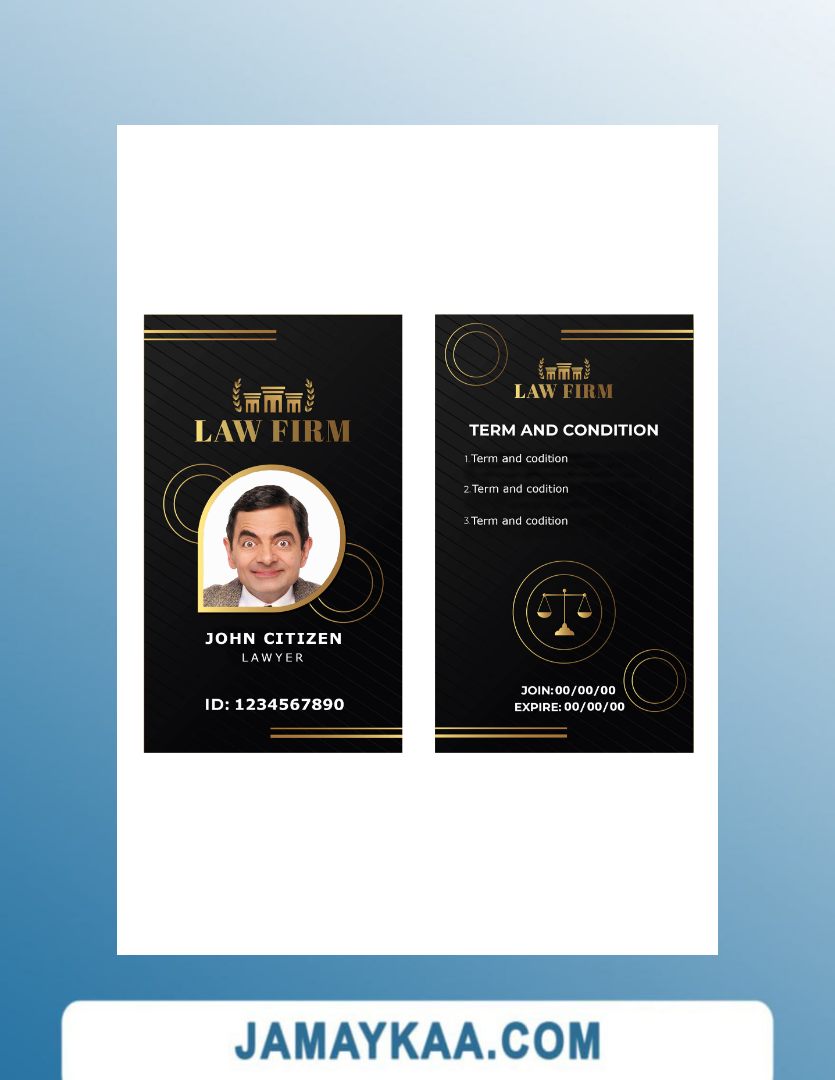 LAW FIRM
JOHN CITIZEN
LAWYER
ID: 1234567890
LAW FIRM
TERM AND CONDITION
1.Term and codition
2.Term and codition
3.Term and codition
JOIN:00/00/00
EXPIRE: 00/00/00
JAMAYKAA.COM